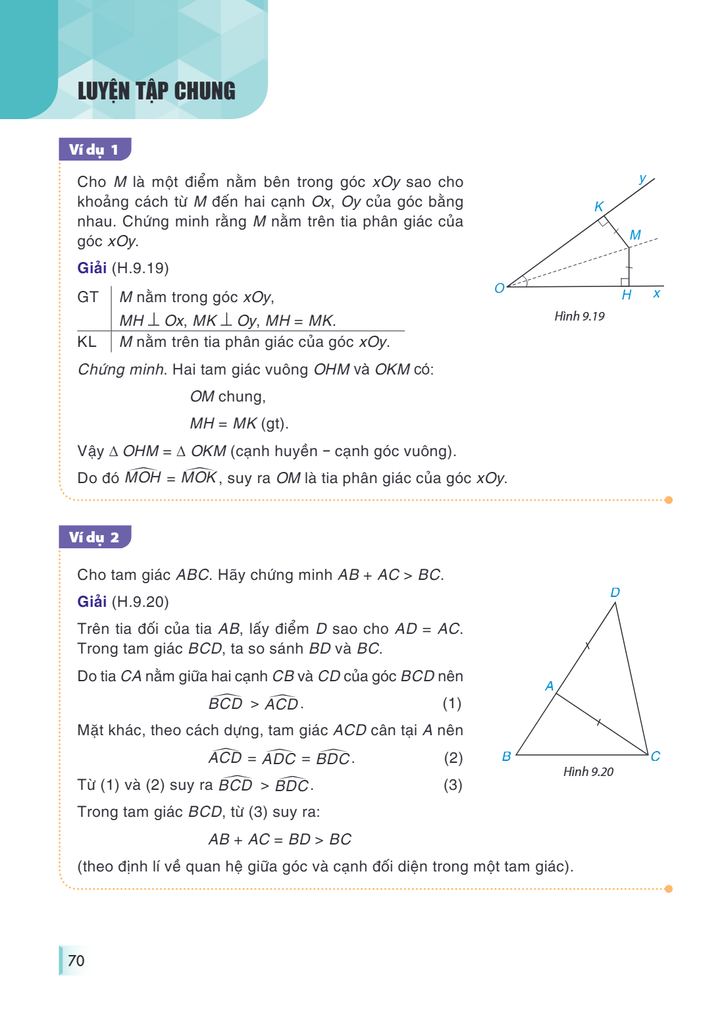 LUYỆN TẬP CHUNG
Ví dụ 1
Cho M là một điểm nằm bên trong góc xOy sao cho
khoảng cách từ M đến hai cạnh Ox, Oy của góc bằng
nhau. Chứng minh rằng M nằm trên tia phân giác của
góc xOy.
Giải (H.9.19)
GT M nằm trong góc xOy,
MH ⊥ Ox, MK ⊥ Oy, MH = MK.
KL M nằm trên tia phân giác của góc xOy.
Chứng minh. Hai tam giác vuông OHM và OKM có:
OM chung,
MH = MK (gt).
Vậy Δ OHM = Δ OKM (cạnh huyền – cạnh góc vuông).
Do đó MOH = MOK, suy ra OM là tia phân giác của góc xOy.
y
K
M
O
H
x
Hình 9.19
Ví dụ 2
Cho tam giác ABC. Hãy chứng minh AB + AC > BC.
Giải (H.9.20)
Trên tia đối của tia AB, lấy điểm D sao cho AD = AC.
Trong tam giác BCD, ta so sánh BD và BC.
Do tia CA nằm giữa hai cạnh CB và CD của góc BCD nên
BCD > ACD. (1)
Mặt khác, theo cách dựng, tam giác ACD cân tại A nên
ACD = ADC = BDC. (2)
Từ (1) và (2) suy ra BCD > BDC. (3)
Trong tam giác BCD, từ (3) suy ra:
AB + AC = BD > BC
(theo định lí về quan hệ giữa góc và cạnh đối diện trong một tam giác).
D
A
B
C
Hình 9.20
70